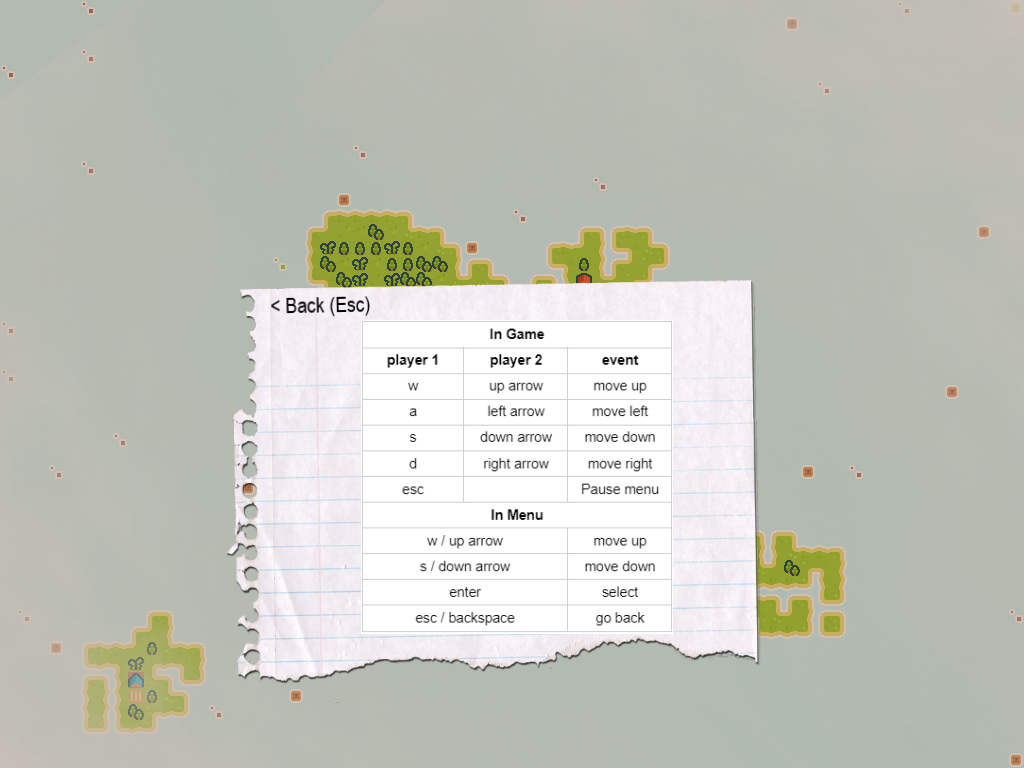 < Back (Esc)
In Game
player 1 player 2 event
w up arrow move up
a left arrow move left
s down arrow move down
d right arrow move right
esc Pause menu
In Menu
w / up arrow move up
s / down arrow move down
enter select
esc / backspace go back